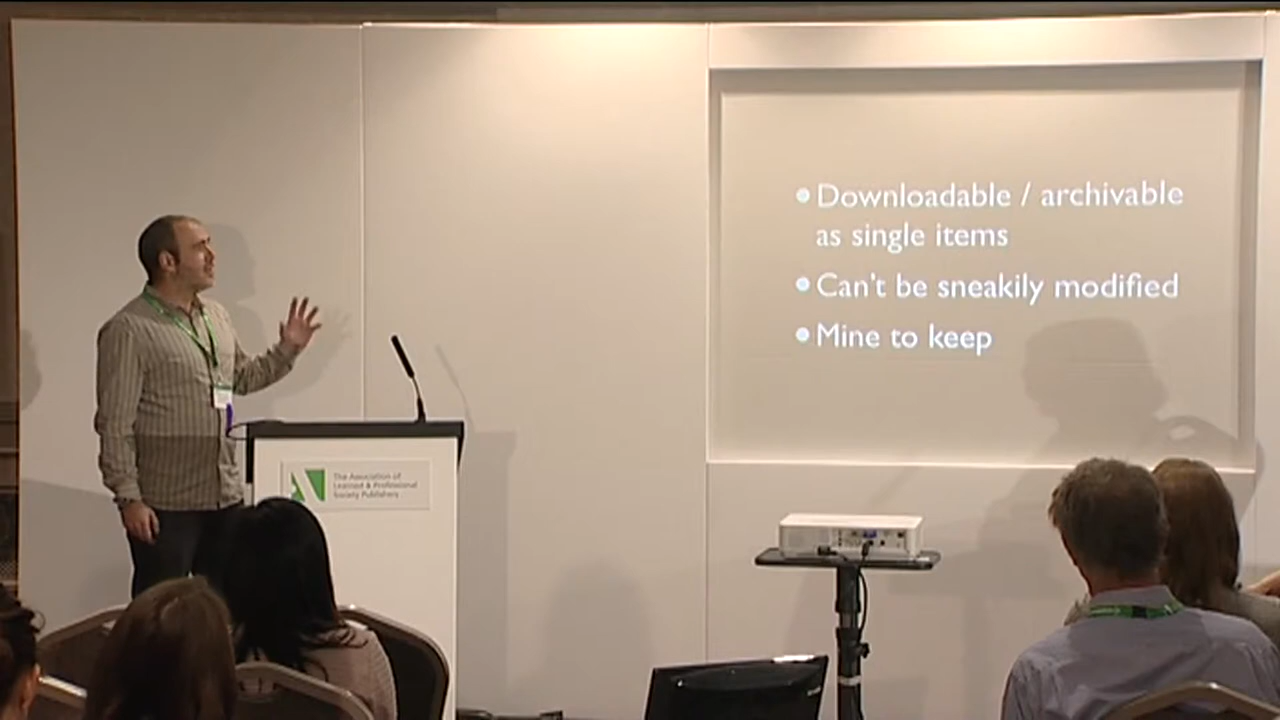 • Downloadable / archivable
as single items
• Can't be sneakily modified
• Mine to keep
The Association of
Learned & Professional
Society Publishers